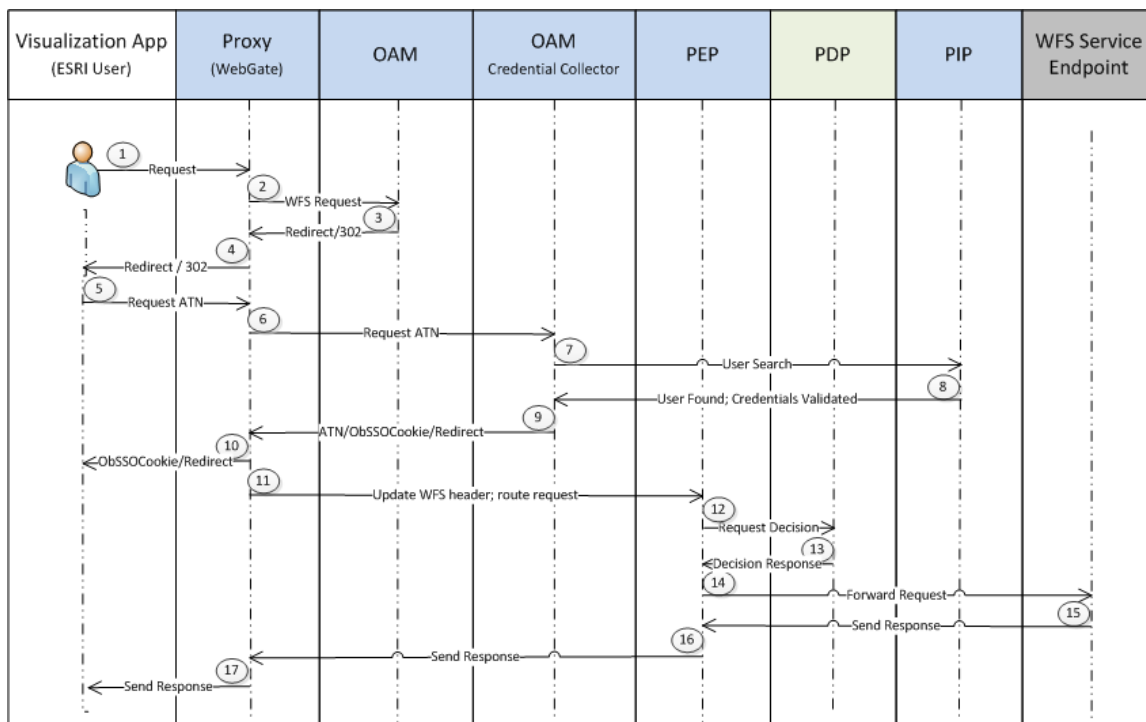 Visualization App
(ESRI User)
Proxy
(WebGate)
OAM
OAM
Credential Collector
PEP
PDP
PIP
WFS Service
Endpoint
1
Request
2
WFS Request
3
Redirect/302
4
Redirect / 302
5
Request ATN
6
Request ATN
7
User Search
8
User Found; Credentials Validated
9
ATN/ObSSOCookie/Redirect
10
ObSSOCookie/Redirect
11
Update WFS header; route request
12
Request Decision
13
Decision Response
14
Forward Request
15
Send Response
16
Send Response
17
Send Response